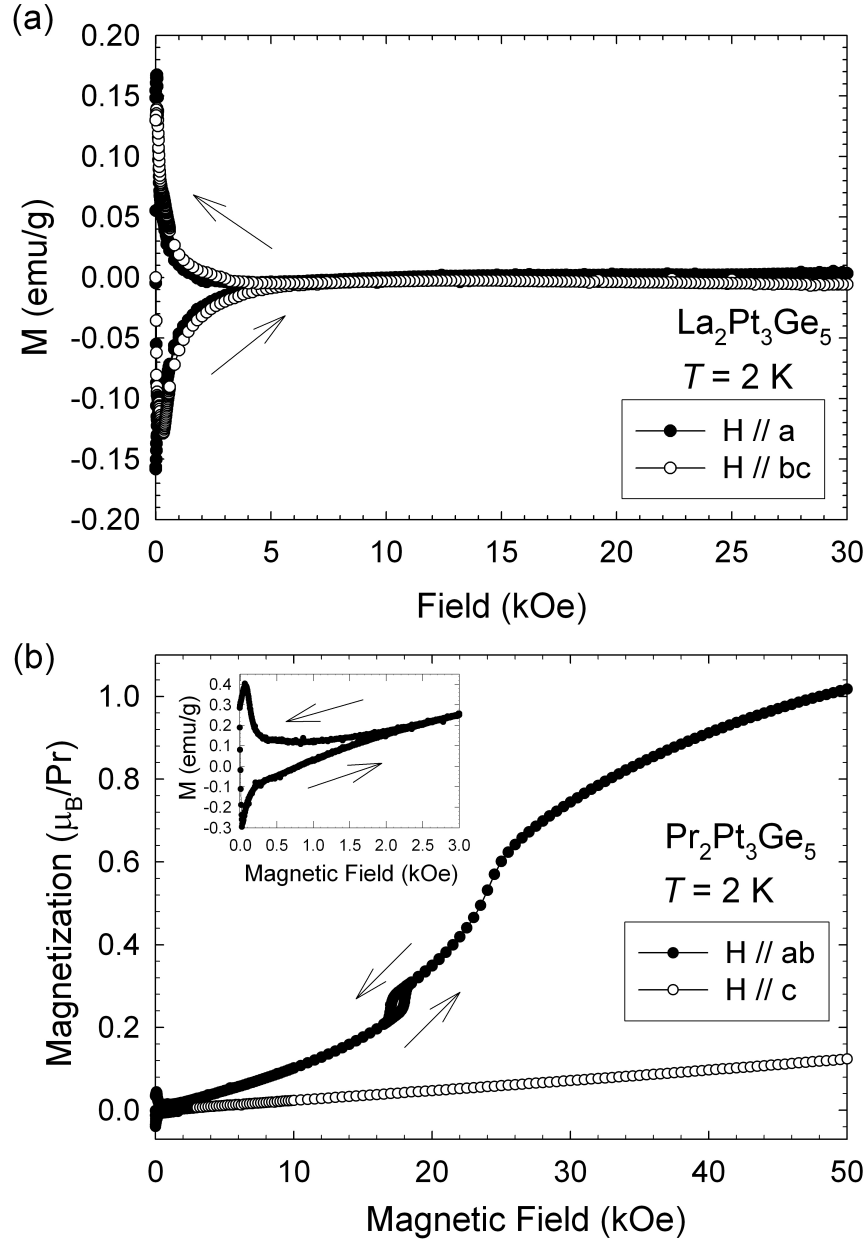 (a)
0.20
0.15
0.10
0.05
0.00
-0.05
-0.10
-0.15
-0.20
M (emu/g)
La2Pt3Ge5
T = 2 K
H // a
H // bc
0 5 10 15 20 25 30
Field (kOe)
(b)
1.0
0.8
0.6
0.4
0.2
0.0
Magnetization (μB/Pr)
0.4
0.3
0.2
0.1
0.0
-0.1
-0.2
-0.3
M (emu/g)
0.0 0.5 1.0 1.5 2.0 2.5 3.0
Magnetic Field (kOe)
Pr2Pt3Ge5
T = 2 K
H // ab
H // c
0 10 20 30 40 50
Magnetic Field (kOe)